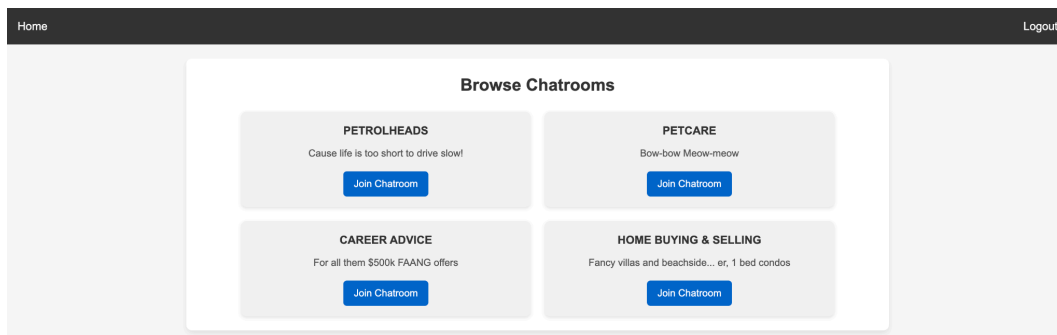 Home
Logout
Browse Chatrooms
PETROLHEADS
Cause life is too short to drive slow!
Join Chatroom
PETCARE
Bow-bow Meow-meow
Join Chatroom
CAREER ADVICE
For all them $500k FAANG offers
Join Chatroom
HOME BUYING & SELLING
Fancy villas and beachside... er, 1 bed condos
Join Chatroom